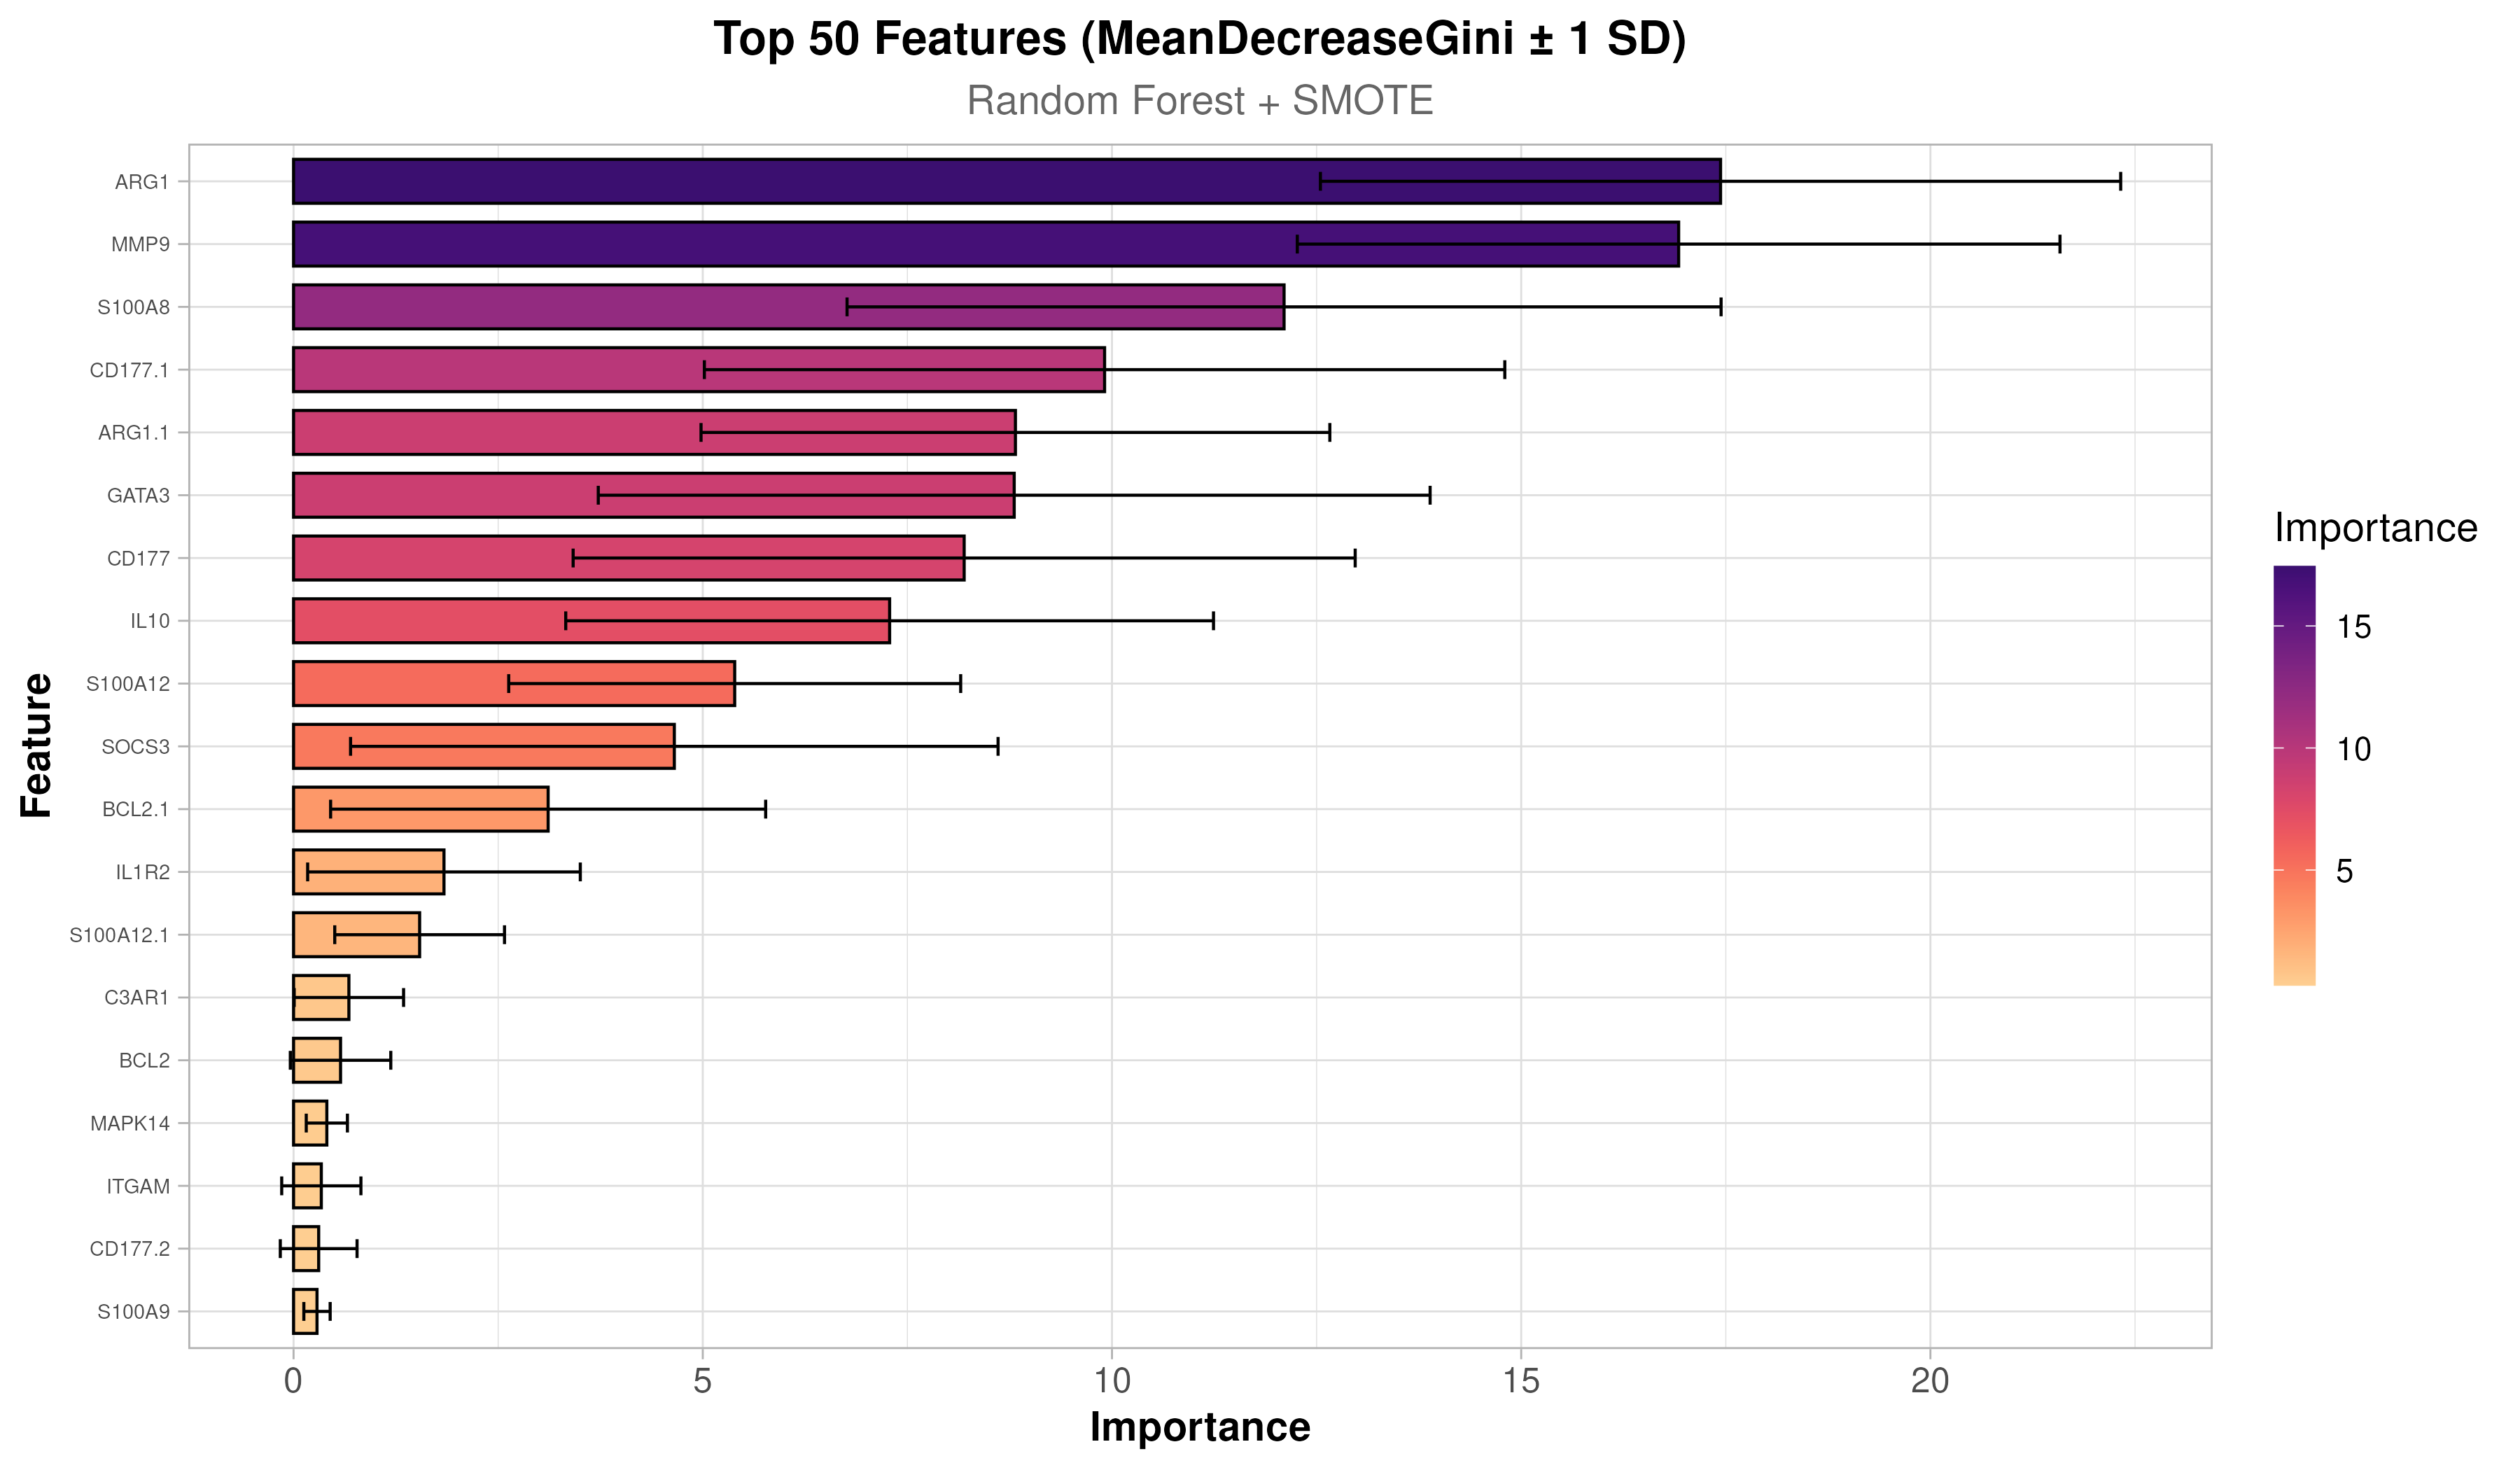 Top 50 Features (MeanDecreaseGini ± 1 SD)
Random Forest + SMOTE
Feature
ARG1
MMP9
S100A8
CD177.1
ARG1.1
GATA3
CD177
IL10
S100A12
SOCS3
BCL2.1
IL1R2
S100A12.1
C3AR1
BCL2
MAPK14
ITGAM
CD177.2
S100A9
0 5 10 15 20
Importance
Importance
15
10
5